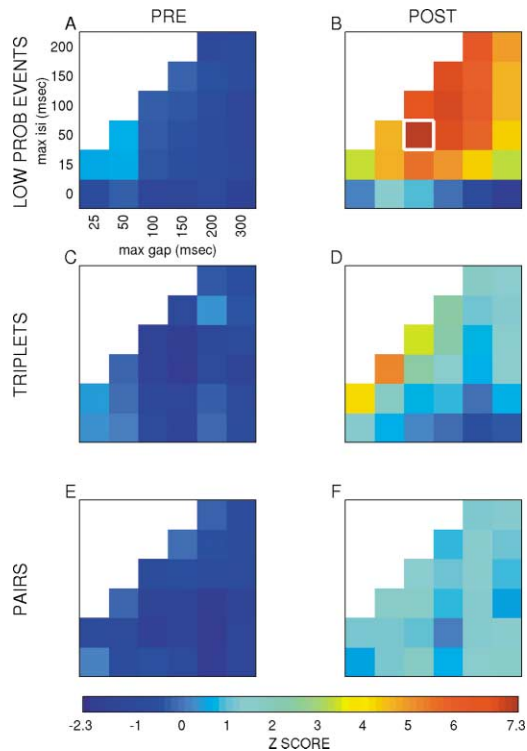 PRE
POST
A
B
LOW PROB EVENTS
max isi (msec)
200
150
100
50
15
0
25 50 100 150 200 300
max gap (msec)
C
D
TRIPLETS
E
F
PAIRS
-2.3 -1 0 1 2 3 4 5 6 7.3
Z SCORE